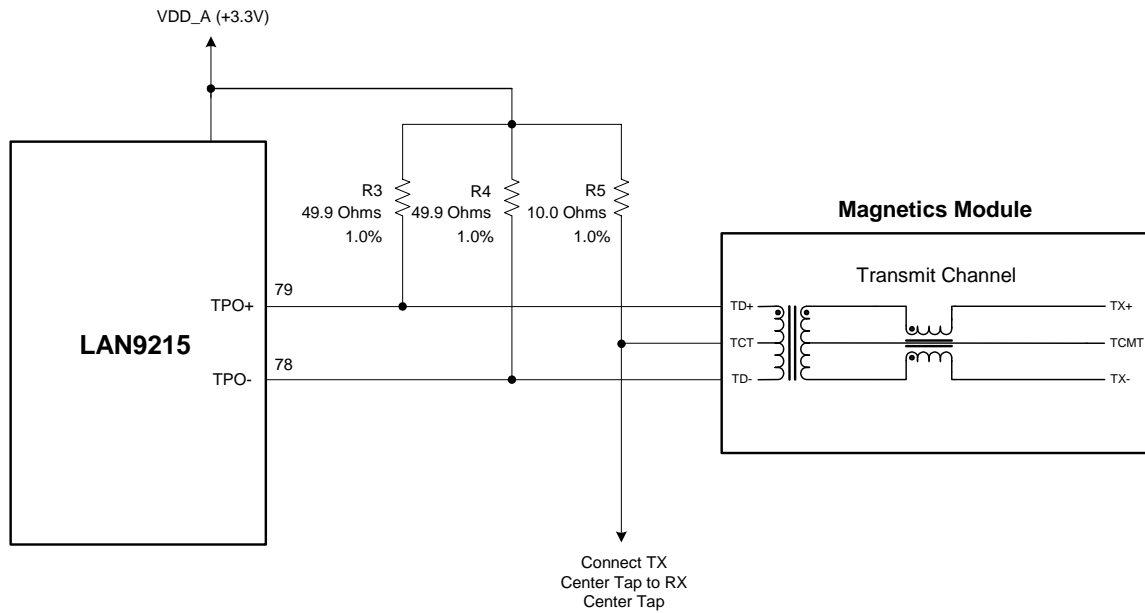 VDD_A (+3.3V)
R3
49.9 Ohms
1.0%
R4
49.9 Ohms
1.0%
R5
10.0 Ohms
1.0%
Magnetics Module
Transmit Channel
LAN9215
TPO+
79
TPO-
78
TD+
TCT
TD-
TX+
TCMT
TX-
Connect TX
Center Tap to RX
Center Tap